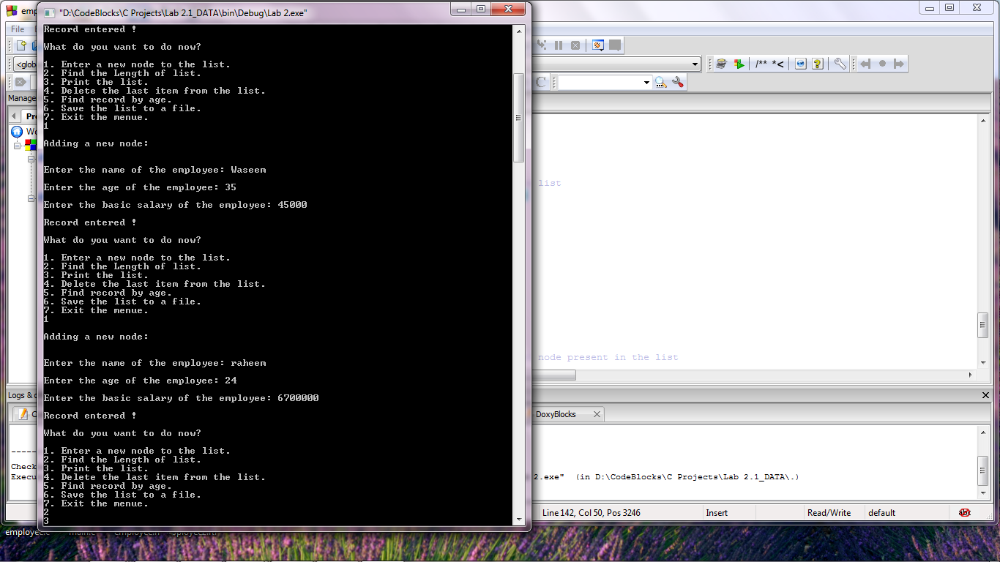 "D:\CodeBlocks\C Projects\Lab 2.1_DATA\bin\Debug\Lab 2.exe"
Record entered !
What do you want to do now?
1. Enter a new node to the list.
2. Find the Length of list.
3. Print the list.
4. Delete the last item from the list.
5. Find record by age.
6. Save the list to a file.
7. Exit the menue.
1
Adding a new node:
Enter the name of the employee: Waseem
Enter the age of the employee: 35
Enter the basic salary of the employee: 45000
Record entered !
What do you want to do now?
1. Enter a new node to the list.
2. Find the Length of list.
3. Print the list.
4. Delete the last item from the list.
5. Find record by age.
6. Save the list to a file.
7. Exit the menue.
1
Adding a new node:
Enter the name of the employee: raheem
Enter the age of the employee: 24
Enter the basic salary of the employee: 6700000
Record entered !
What do you want to do now?
1. Enter a new node to the list.
2. Find the Length of list.
3. Print the list.
4. Delete the last item from the list.
5. Find record by age.
6. Save the list to a file.
7. Exit the menue.
2
3
emp
File
<glob
Manage
Pr
Wo
/** *<
list
node present in the list
Logs & 
DoxyBlocks
------
Check
Execu
2.exe" (in D:\CodeBlocks\C Projects\Lab 2.1_DATA\.)
Line 142, Col 50, Pos 3246
Insert
Read/Write
default